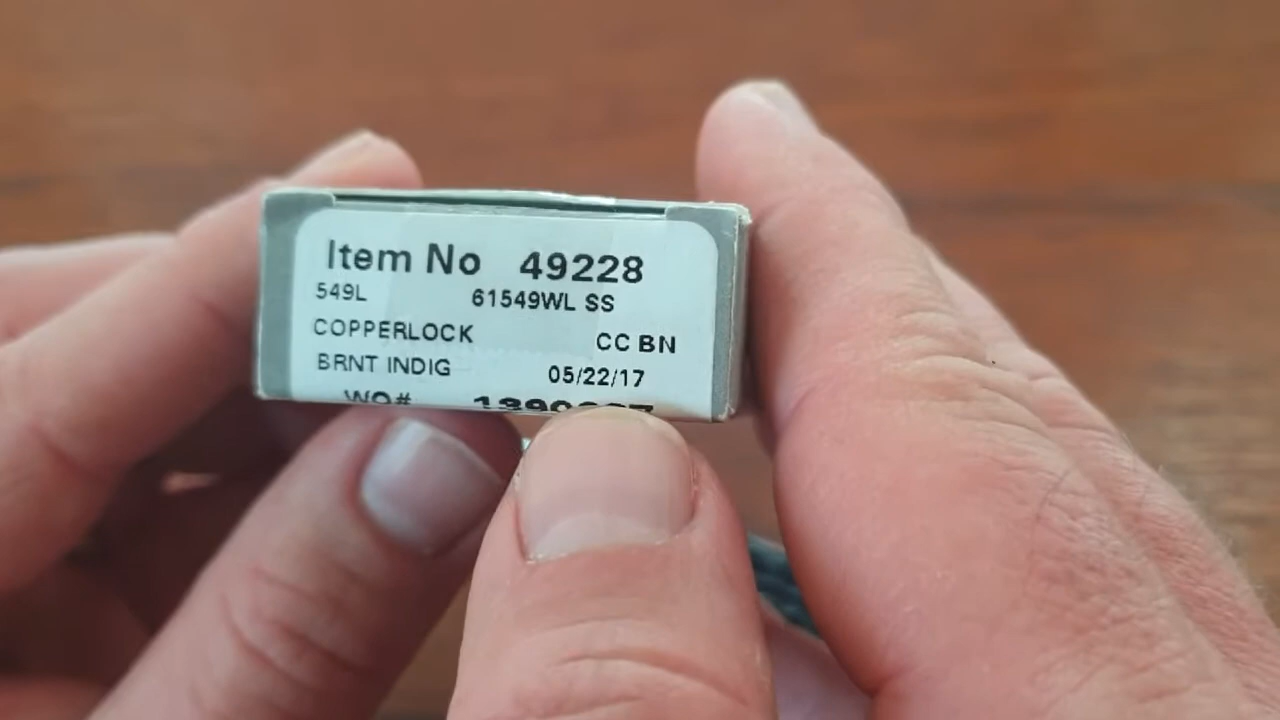 Item No 49228
549L 61549WL SS
COPPERLOCK CC BN
BRNT INDIG 05/22/17
WO#